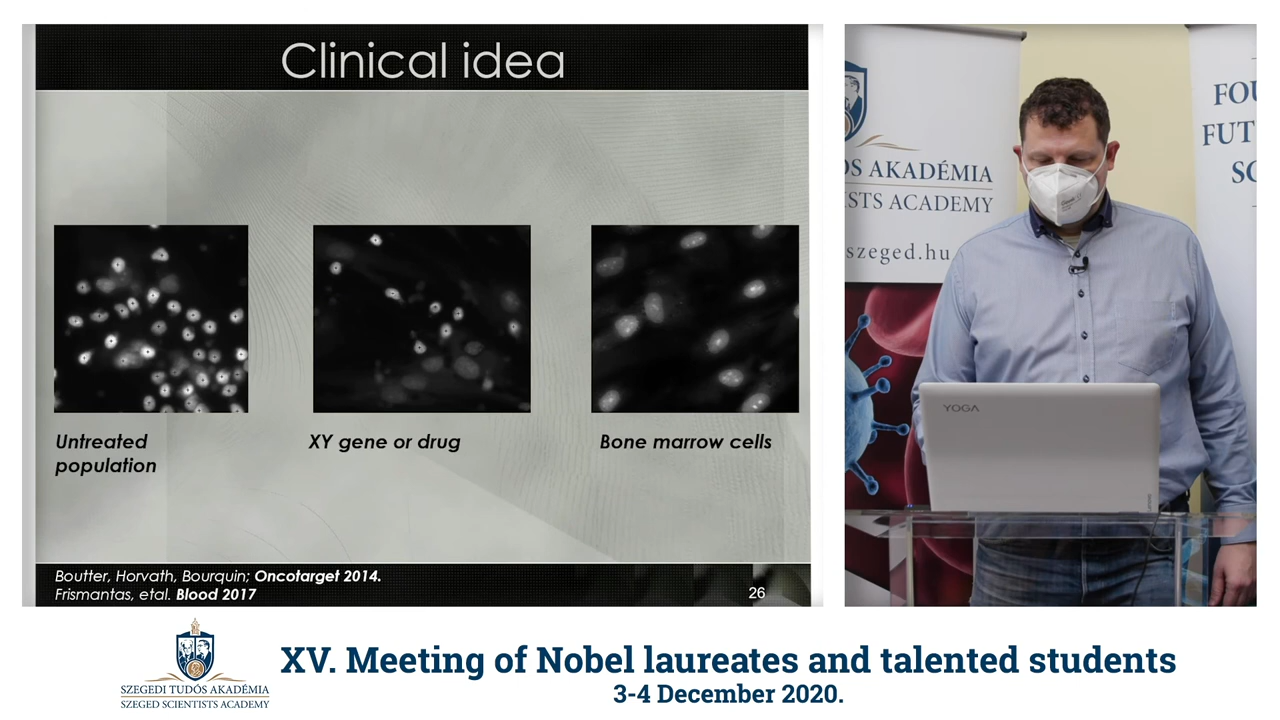 Clinical idea
Untreated
population
XY gene or drug
Bone marrow cells
Boutter, Horvath, Bourquin; Oncotarget 2014.
Frismantas, etal. Blood 2017
26
OS AKADÉMIA
ISTS ACADEMY
szeged.hu
FOU
FUT
SC
YOGA
SZEGEDI TUDÓS AKADÉMIA
SZEGED SCIENTISTS ACADEMY
XV. Meeting of Nobel laureates and talented students
3-4 December 2020.